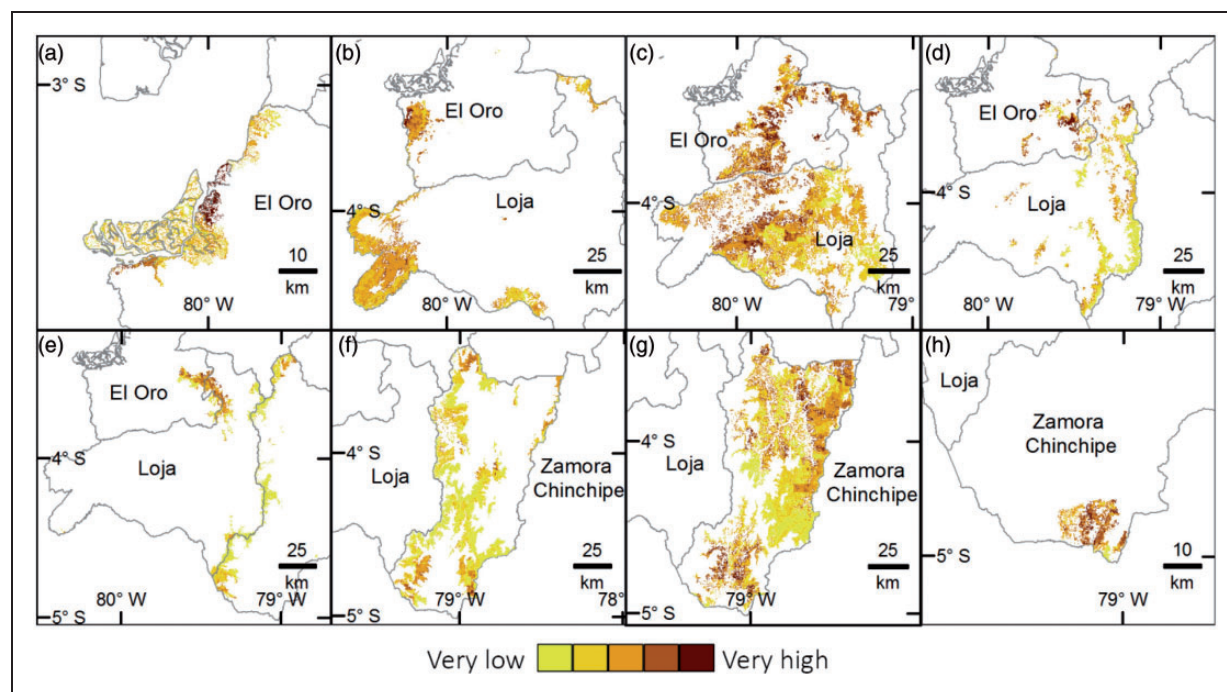 (a)
3° S
El Oro
10
km
80° W
(b)
El Oro
4° S
Loja
25
km
80° W
(c)
El Oro
Loja
25
km
80° W
79°
(d)
El Oro
4° S
Loja
25
km
80° W
79° W
(e)
El Oro
4° S
Loja
25
km
80° W
79° W
5° S
(f)
4° S
Loja
Zamora
Chinchipe
25
km
79° W
78°
5° S
(g)
4° S
Loja
Zamora
Chinchipe
25
km
79° W
5° S
(h)
Loja
Zamora
Chinchipe
5° S
10
km
79° W
Very low
Very high